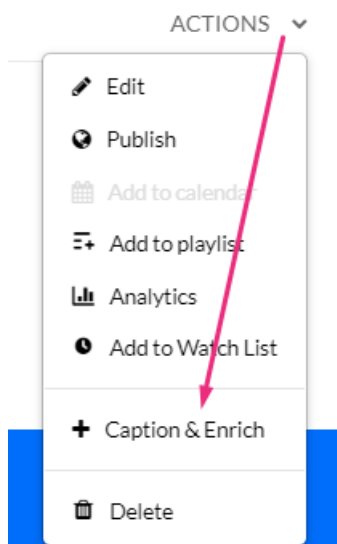 ACTIONS
Edit
Publish
Add to calendar
Add to playlist
Analytics
Add to Watch List
Caption & Enrich
Delete